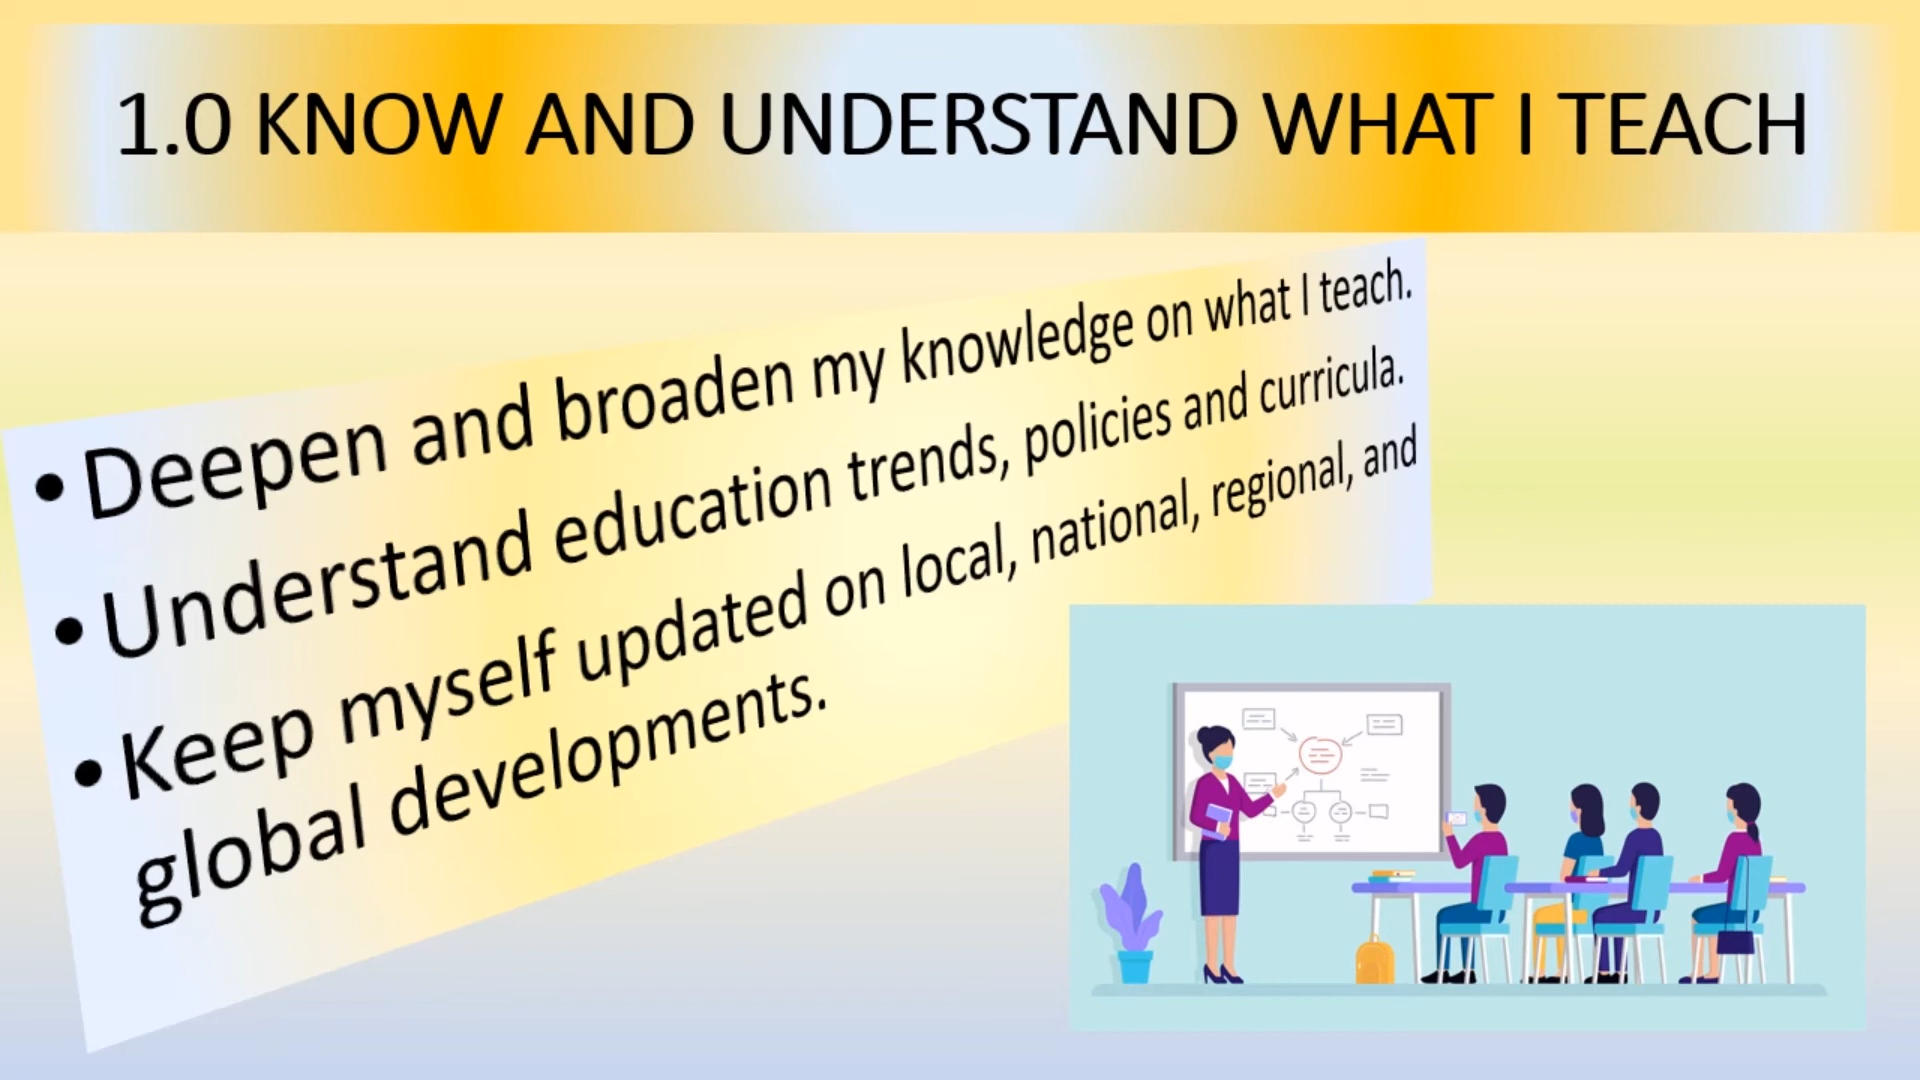 1.0 KNOW AND UNDERSTAND WHAT I TEACH
• Deepen and broaden my knowledge on what I teach.
• Understand education trends, policies and curricula.
• Keep myself updated on local, national, regional, and
global developments.